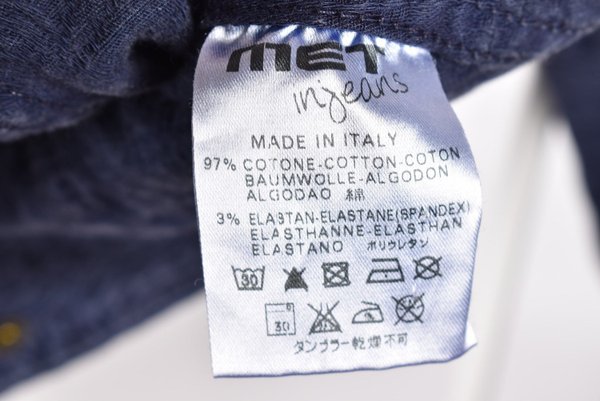 MET
in jeans
MADE IN ITALY
97% COTONE-COTTON-COTON
BAUMWOLLE-ALGODON
ALGODAO 綿
3% ELASTAN-ELASTANE(SPANDEX)
ELASTHANNE-ELASTHAN
ELASTANO ポリウレタン
30
30
タンブラー乾燥不可